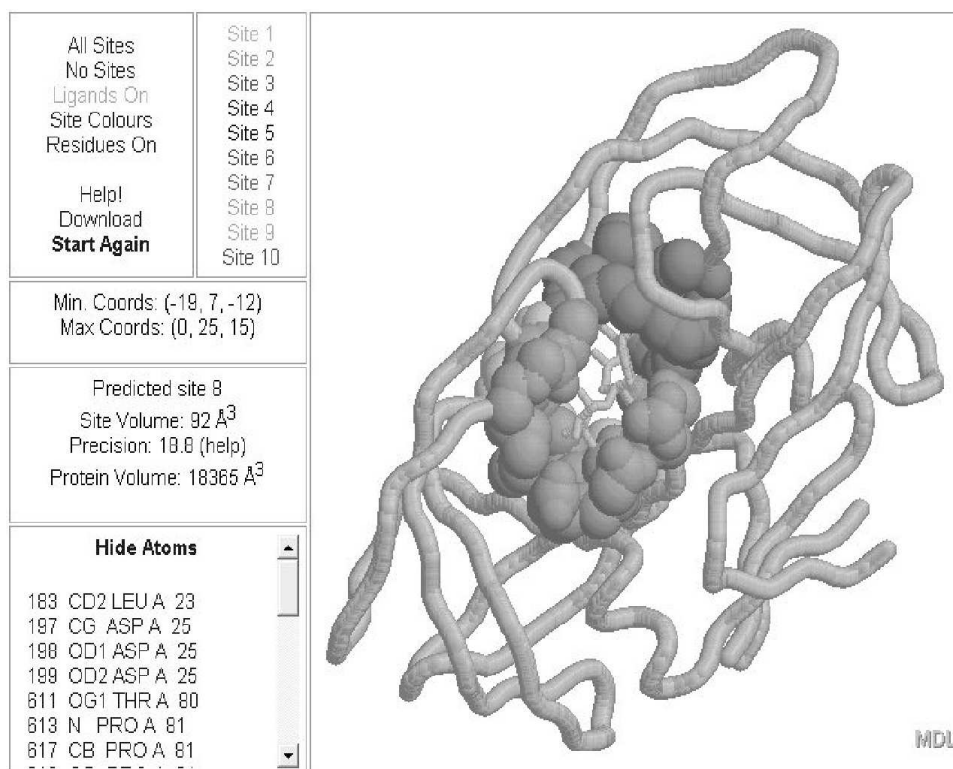 All Sites
No Sites
Ligands On
Site Colours
Residues On
Help!
Download
Start Again
Site 1
Site 2
Site 3
Site 4
Site 5
Site 6
Site 7
Site 8
Site 9
Site 10
Min. Coords: (-19, 7, -12)
Max Coords: (0, 25, 15)
Predicted site 8
Site Volume: 92 Å³
Precision: 18.8 (help)
Protein Volume: 18365 Å³
Hide Atoms
183 CD2 LEU A 23
197 CG ASP A 25
198 OD1 ASP A 25
199 OD2 ASP A 25
611 OG1 THR A 80
613 N PRO A 81
617 CB PRO A 81
MDL